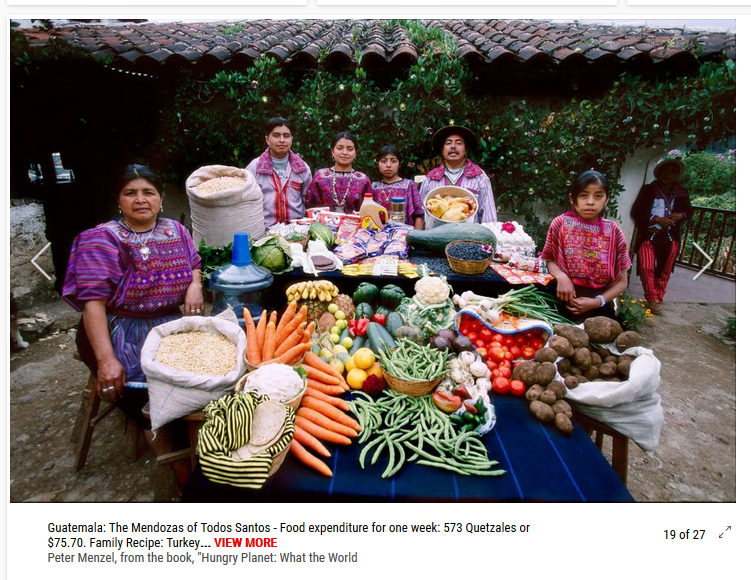 Guatemala: The Mendozas of Todos Santos - Food expenditure for one week: 573 Quetzales or
$75.70. Family Recipe: Turkey... VIEW MORE
Peter Menzel, from the book, "Hungry Planet: What the World
19 of 27